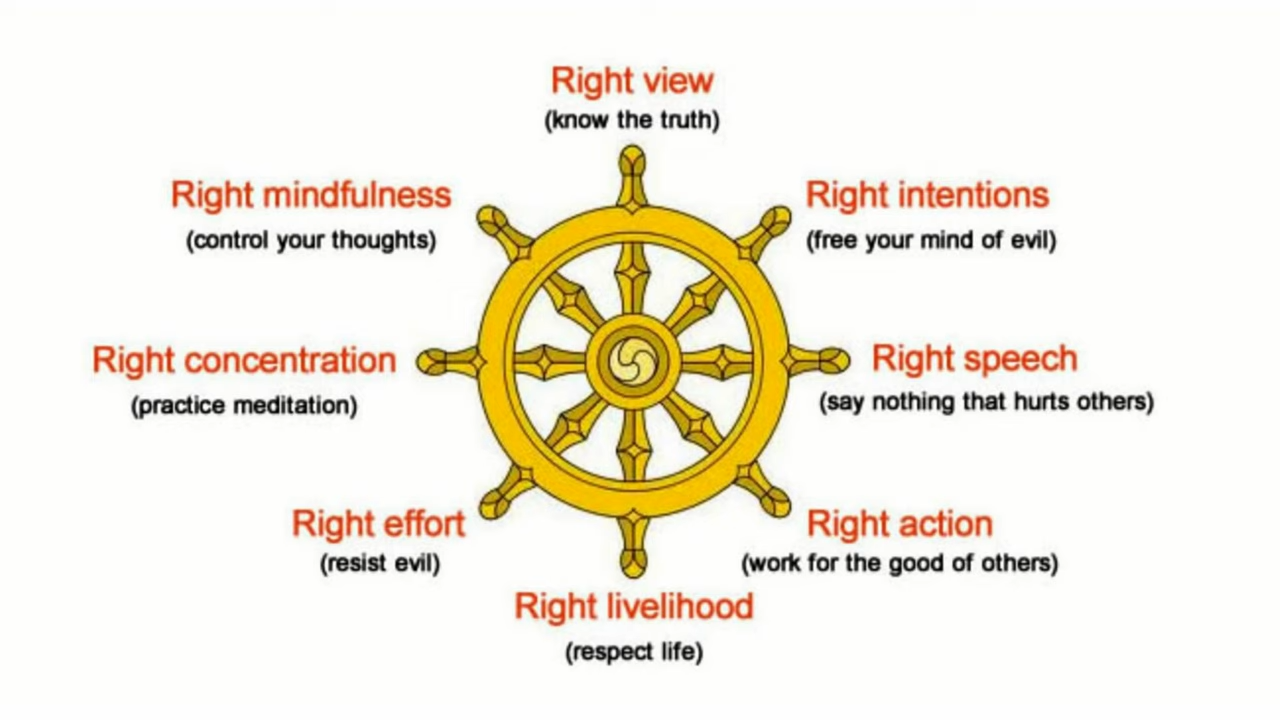 Right view
(know the truth)
Right mindfulness
(control your thoughts)
Right intentions
(free your mind of evil)
Right concentration
(practice meditation)
Right speech
(say nothing that hurts others)
Right effort
(resist evil)
Right action
(work for the good of others)
Right livelihood
(respect life)